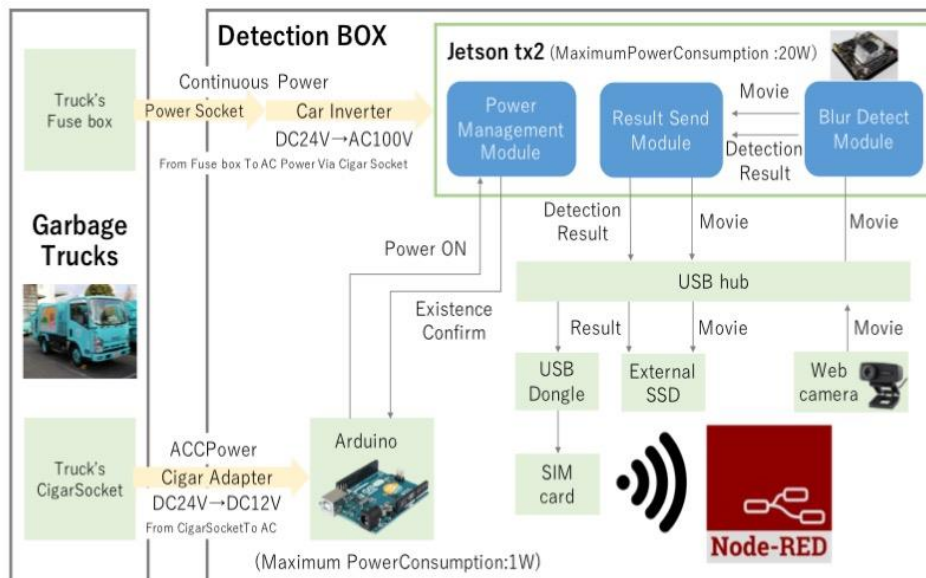 Detection BOX
Jetson tx2 (MaximumPowerConsumption :20W)
Truck's
Fuse box
Continuous Power
Power Socket
Car Inverter
DC24V→AC100V
From Fuse box To AC Power Via Cigar Socket
Power
Management
Module
Result Send
Module
Movie
Detection
Result
Blur Detect
Module
Garbage
Trucks
Power ON
Existence
Confirm
Detection
Result
Movie
USB hub
Result
Movie
Movie
USB
Dongle
External
SSD
Web
camera
Truck's
CigarSocket
ACCPower
Cigar Adapter
DC24V→DC12V
From CigarSocketTo AC
Arduino
(Maximum PowerConsumption:1W)
SIM
card
Node-RED